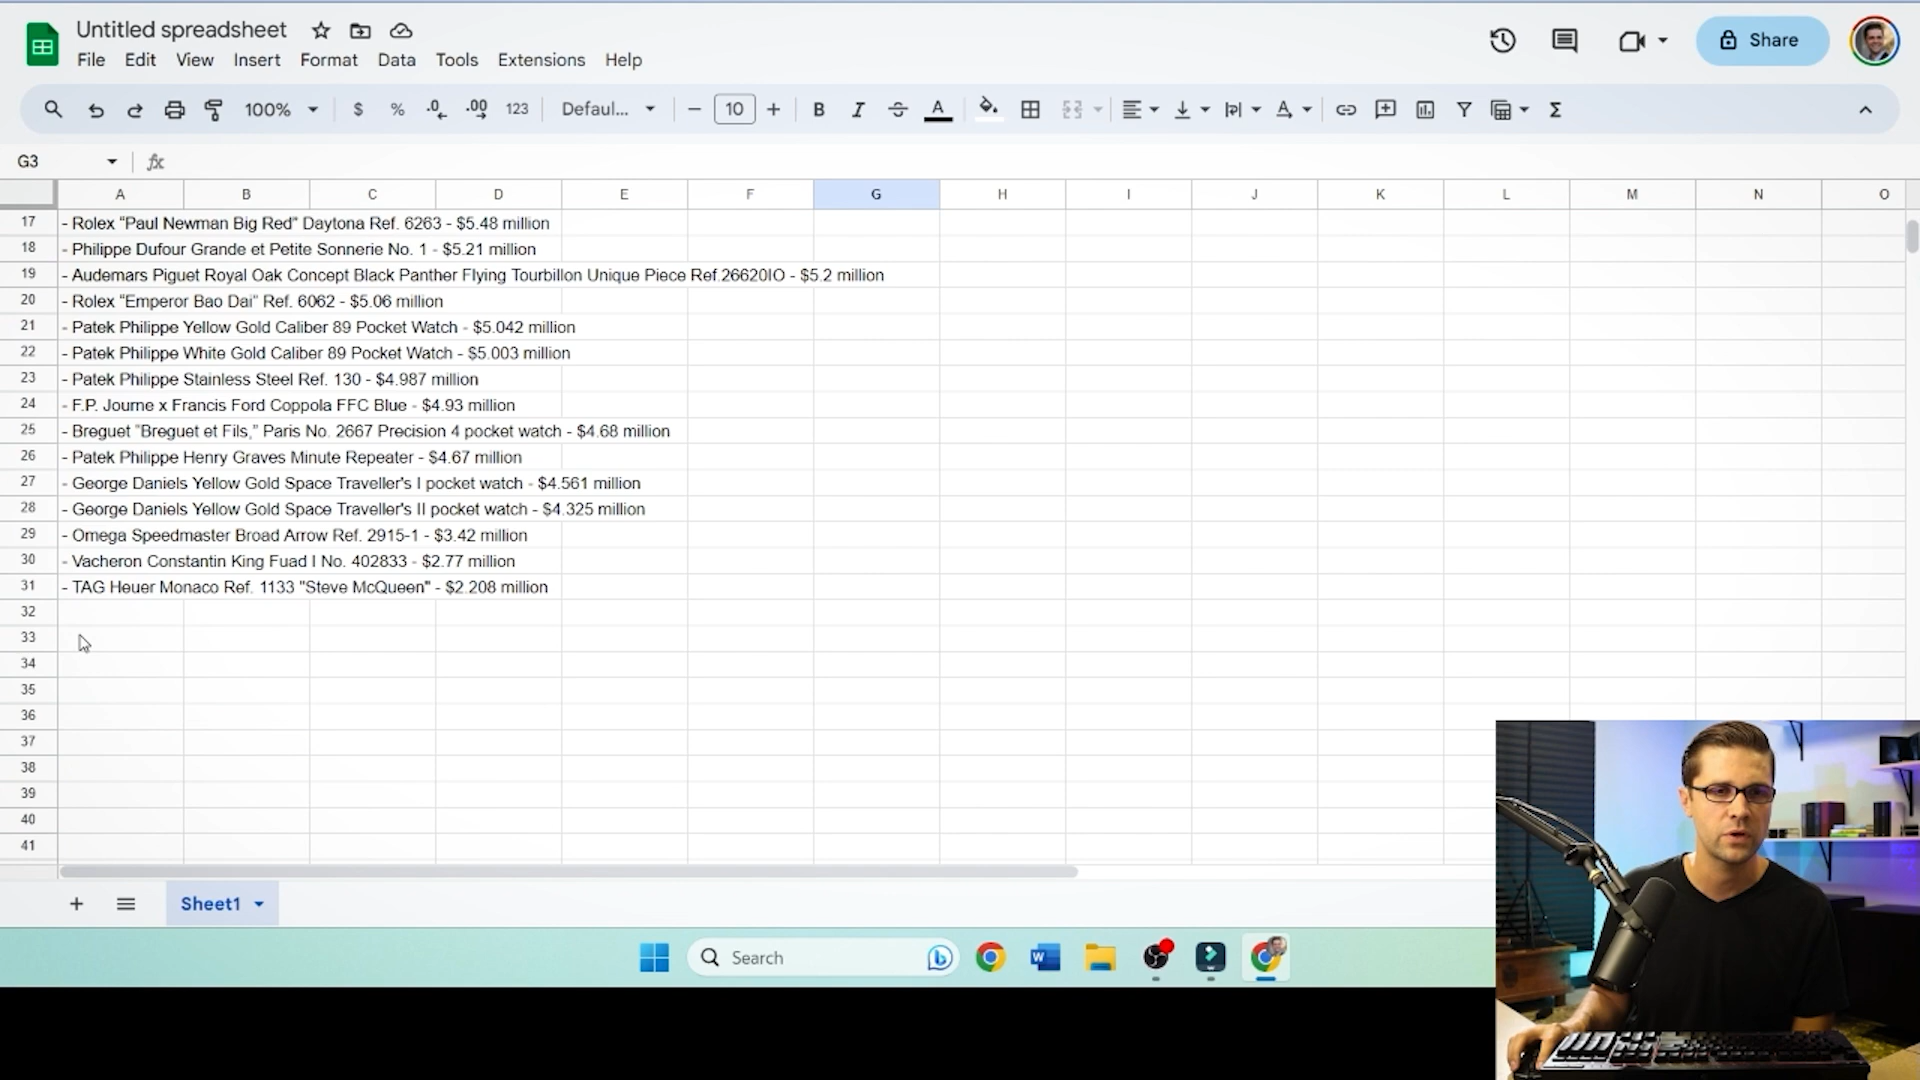 Untitled spreadsheet
File Edit View Insert Format Data Tools Extensions Help
Share
100% $ % .0 .00 123 Defaul... 10 B I S A
G3 fx
A B C D E F G H I J K L M N O
17 - Rolex “Paul Newman Big Red” Daytona Ref. 6263 - $5.48 million
18 - Philippe Dufour Grande et Petite Sonnerie No. 1 - $5.21 million
19 - Audemars Piguet Royal Oak Concept Black Panther Flying Tourbillon Unique Piece Ref.26620IO - $5.2 million
20 - Rolex “Emperor Bao Dai” Ref. 6062 - $5.06 million
21 - Patek Philippe Yellow Gold Caliber 89 Pocket Watch - $5.042 million
22 - Patek Philippe White Gold Caliber 89 Pocket Watch - $5.003 million
23 - Patek Philippe Stainless Steel Ref. 130 - $4.987 million
24 - F.P. Journe x Francis Ford Coppola FFC Blue - $4.93 million
25 - Breguet “Breguet et Fils,” Paris No. 2667 Precision 4 pocket watch - $4.68 million
26 - Patek Philippe Henry Graves Minute Repeater - $4.67 million
27 - George Daniels Yellow Gold Space Traveller's I pocket watch - $4.561 million
28 - George Daniels Yellow Gold Space Traveller's II pocket watch - $4.325 million
29 - Omega Speedmaster Broad Arrow Ref. 2915-1 - $3.42 million
30 - Vacheron Constantin King Fuad I No. 402833 - $2.77 million
31 - TAG Heuer Monaco Ref. 1133 "Steve McQueen" - $2.208 million
32
33
34
35
36
37
38
39
40
41
Sheet1
Search